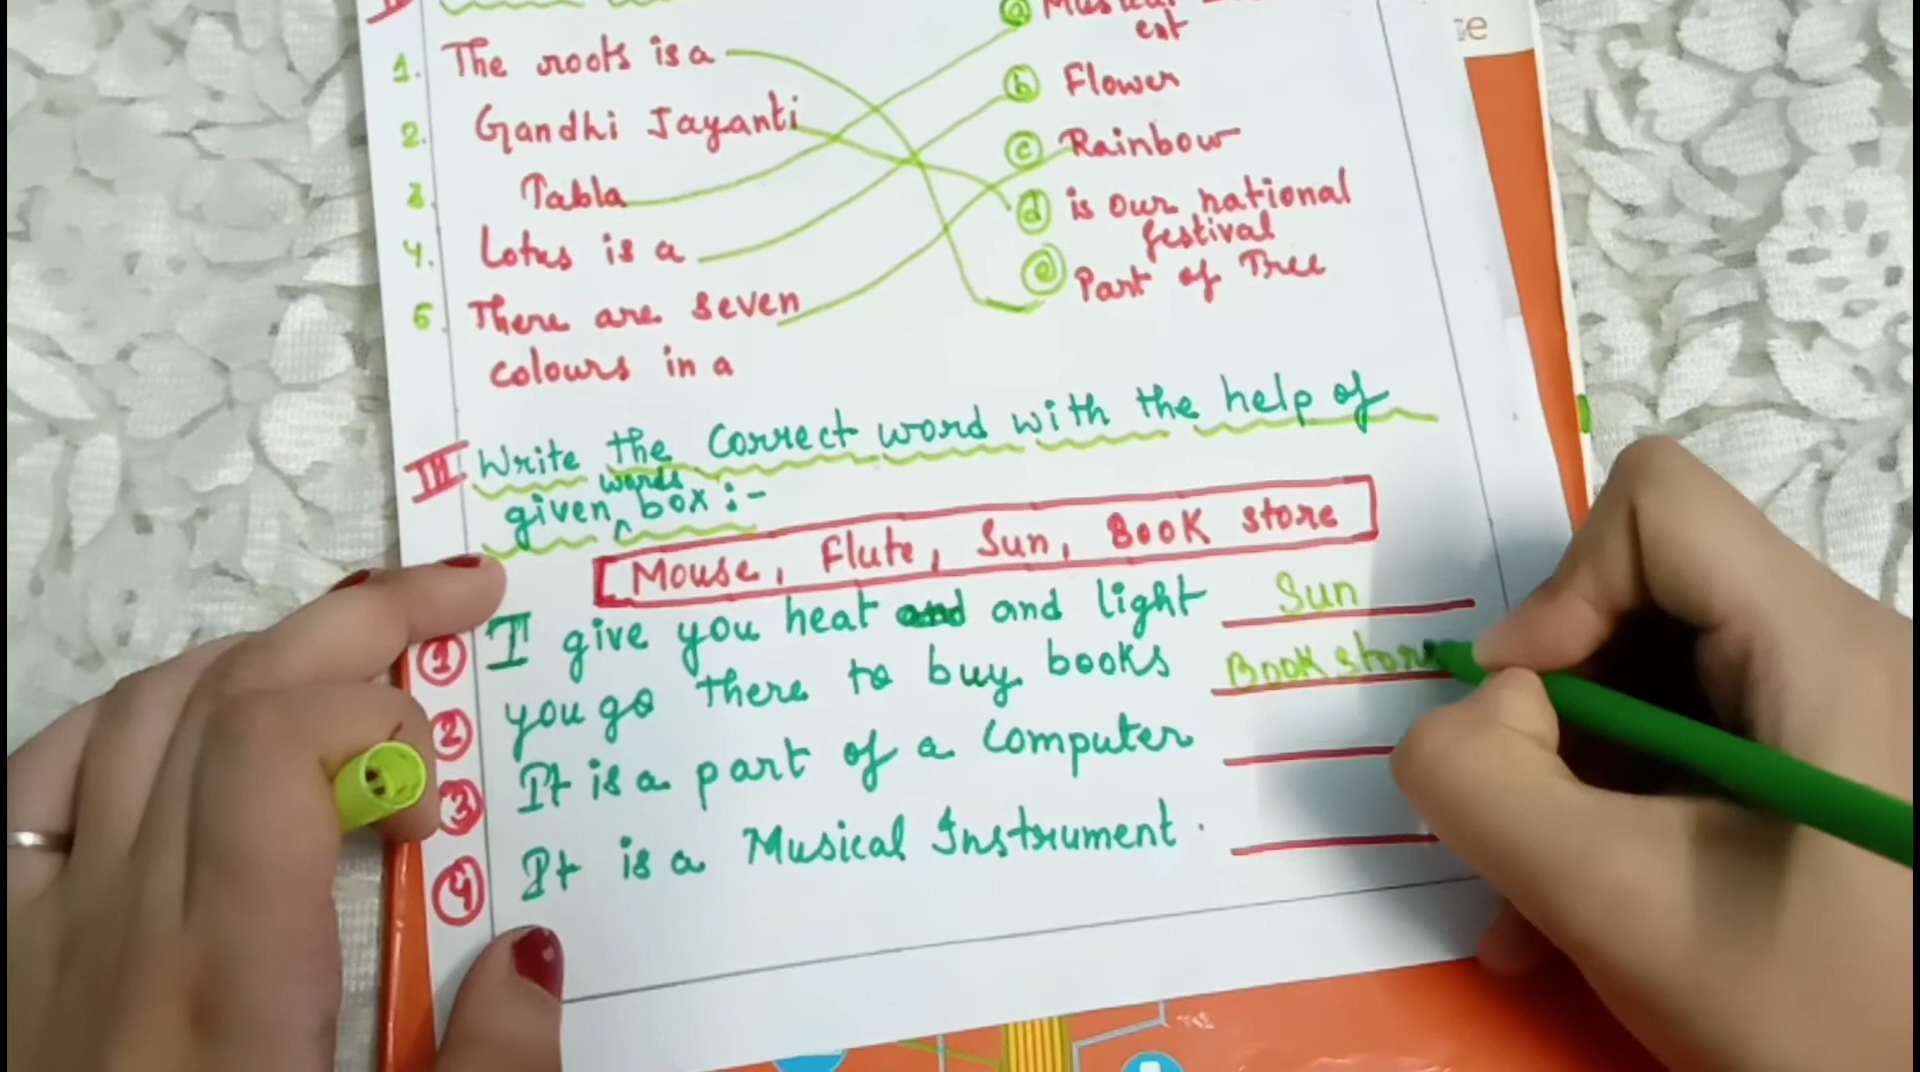 II
ⓐ Musical
ent
1. The roots is a
ⓑ Flower
2. Gandhi Jayanti
ⓒ Rainbow
3. Tabla
ⓓ is our national
festival
4. Lotus is a
ⓔ Part of Tree
5. There are seven
colours in a
III Write the Correct word with the help of
given words box :-
Mouse, Flute, Sun, Book store
① I give you heat and and light Sun
② you go there to buy books Book store
③ It is a part of a Computer
④ It is a Musical Instrument.